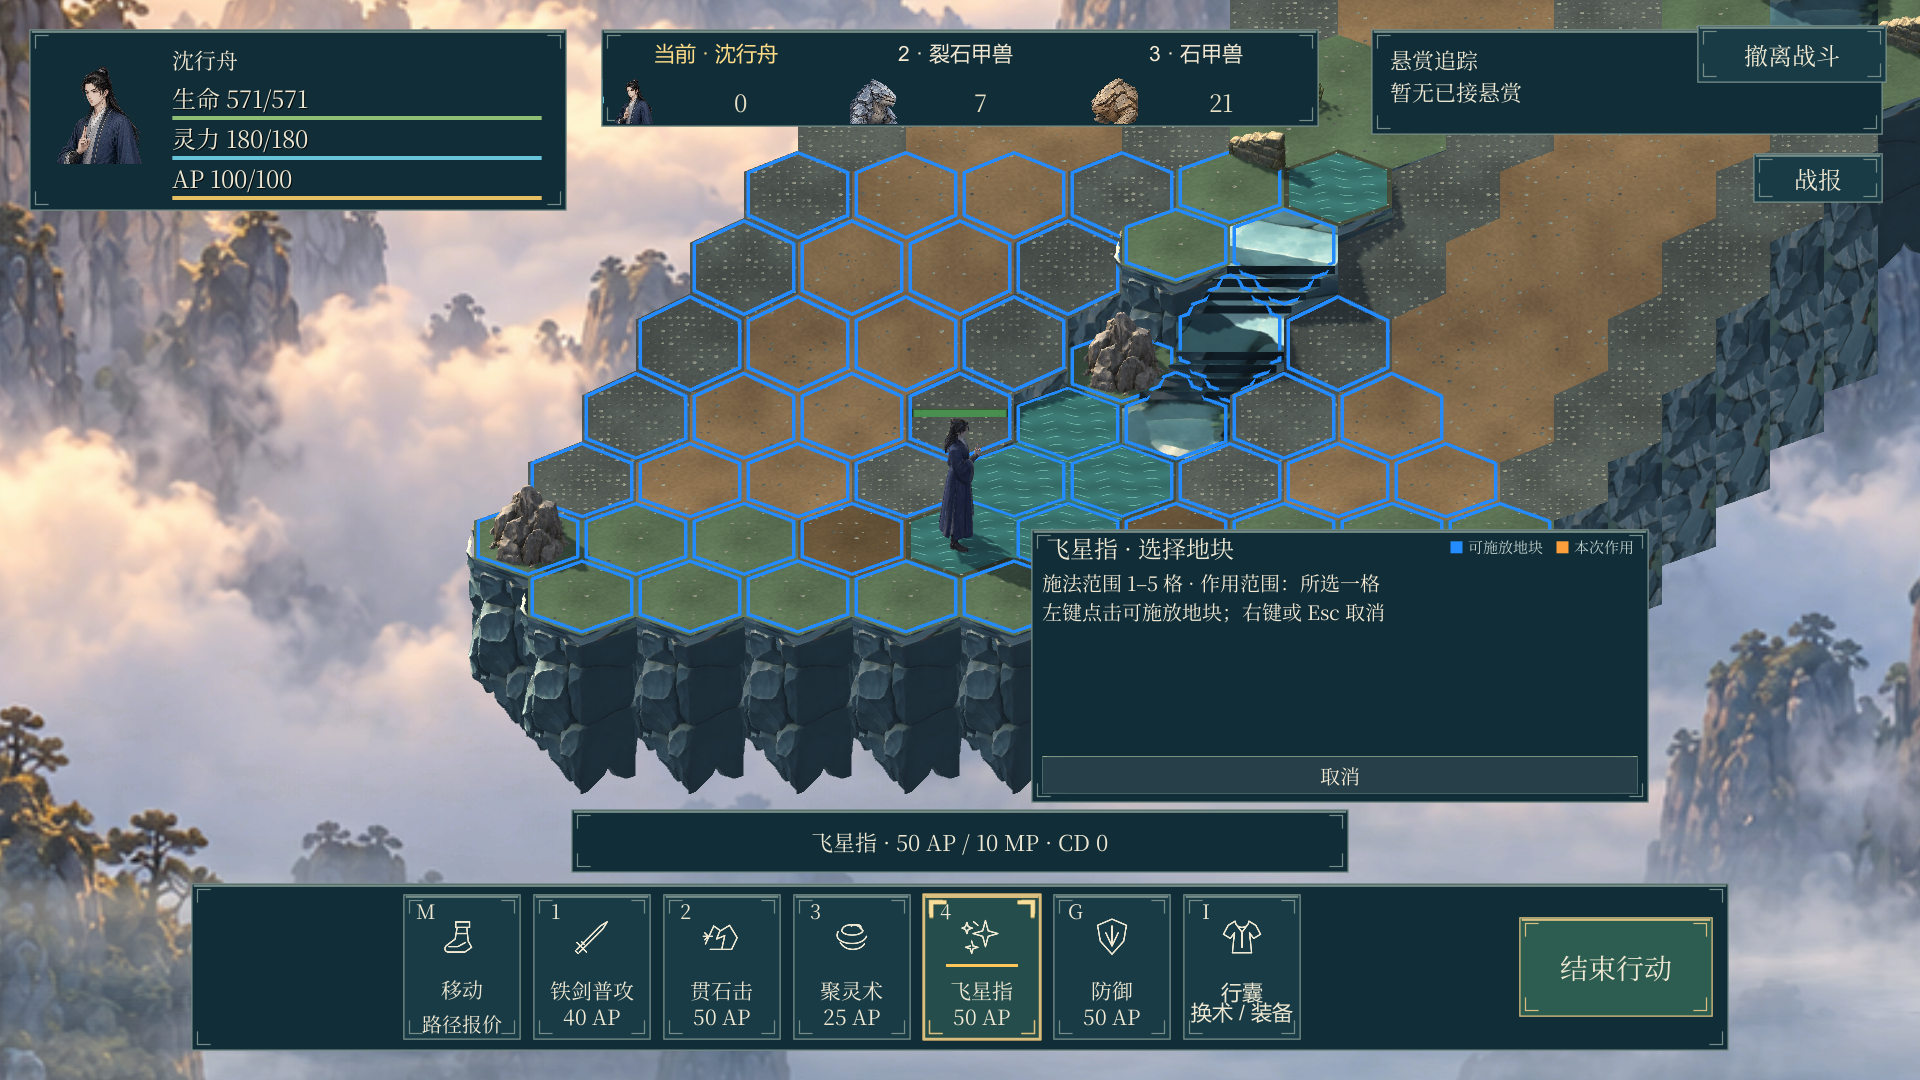 沈行舟
生命 571/571
灵力 180/180
AP 100/100
当前 · 沈行舟
0
2 · 裂石甲兽
7
3 · 石甲兽
21
悬赏追踪
暂无已接悬赏
撤离战斗
战报
飞星指 · 选择地块
可施放地块
本次作用
施法范围 1–5 格 · 作用范围：所选一格
左键点击可施放地块；右键或 Esc 取消
取消
飞星指 · 50 AP / 10 MP · CD 0
M
移动
路径报价
1
铁剑普攻
40 AP
2
贯石击
50 AP
3
聚灵术
25 AP
4
飞星指
50 AP
G
防御
50 AP
I
行囊
换术 / 装备
结束行动